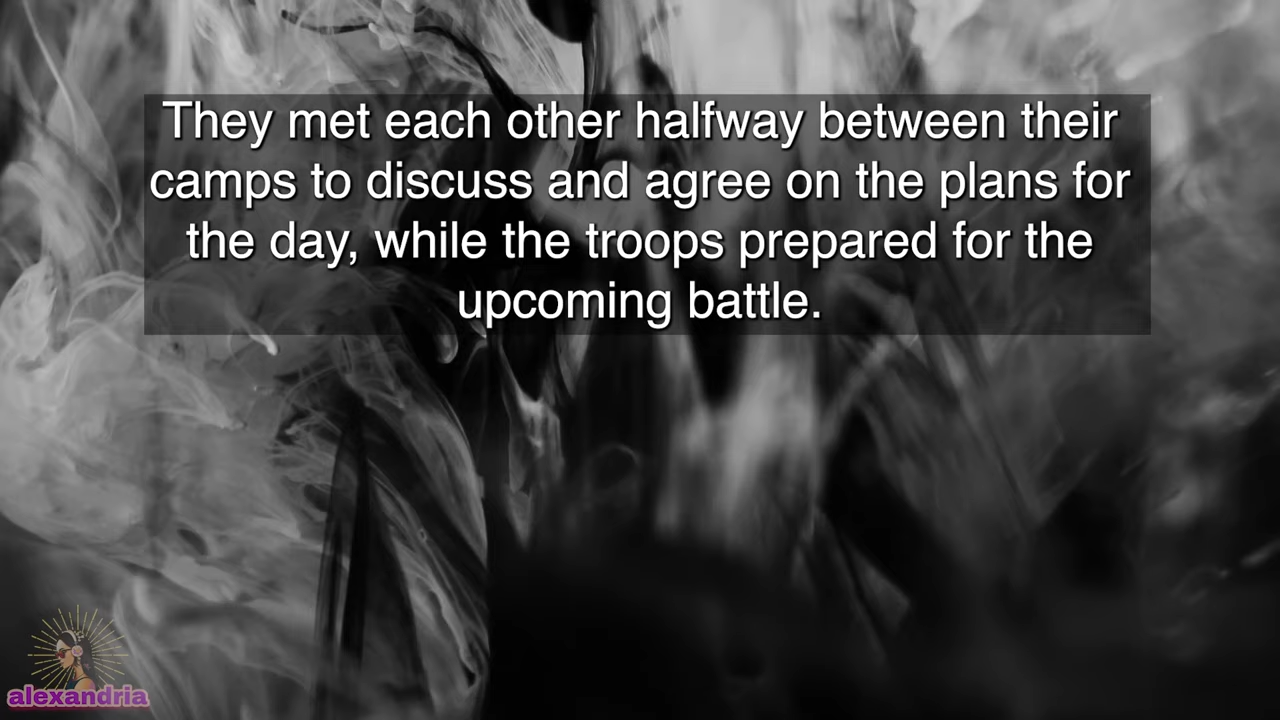 They met each other halfway between their
camps to discuss and agree on the plans for
the day, while the troops prepared for the
upcoming battle.
alexandria